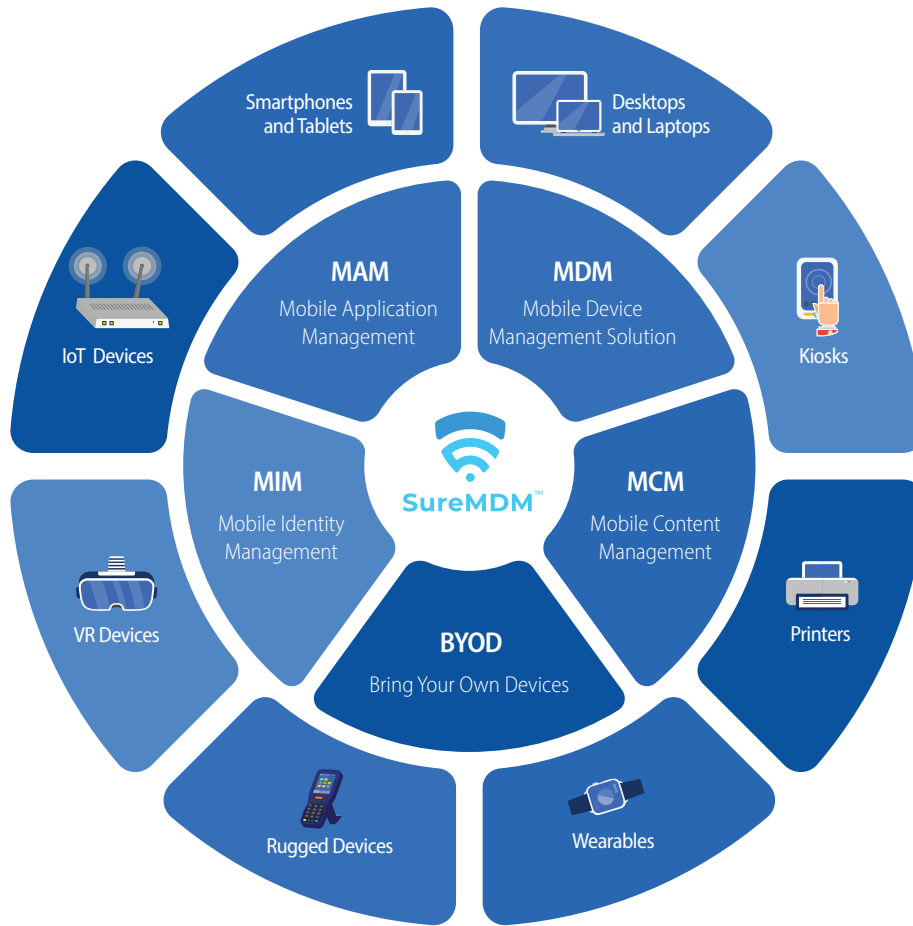 Smartphones
and Tablets
Desktops
and Laptops
MAM
Mobile Application
Management
MDM
Mobile Device
Management Solution
IoT Devices
Kiosks
SureMDM™
MIM
Mobile Identity
Management
MCM
Mobile Content
Management
VR Devices
Printers
BYOD
Bring Your Own Devices
Rugged Devices
Wearables